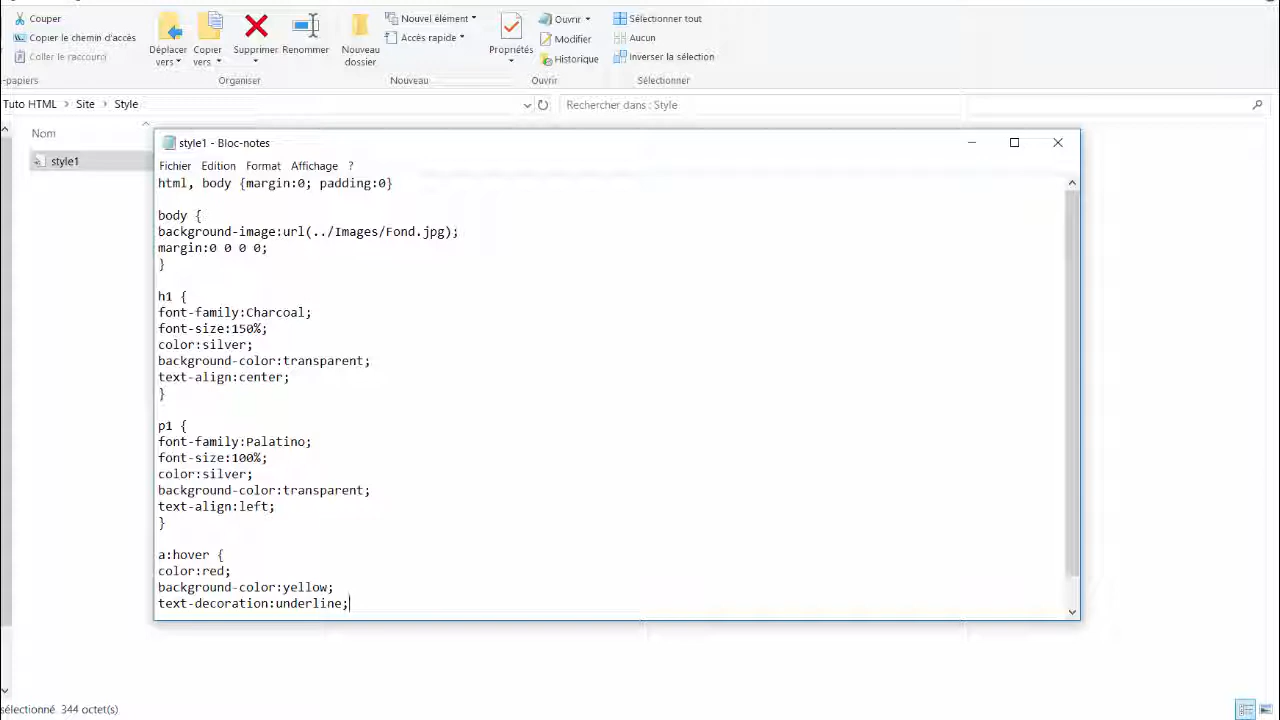 Couper
Copier le chemin d'accès
Coller le raccourci
-papiers
Déplacer vers
Copier vers
Supprimer
Renommer
Organiser
Nouveau dossier
Nouvel élément
Accès rapide
Nouveau
Propriétés
Ouvrir
Modifier
Historique
Ouvrir
Sélectionner tout
Aucun
Inverser la sélection
Sélectionner
Tuto HTML > Site > Style
Rechercher dans : Style
Nom
style1
style1 - Bloc-notes
Fichier Edition Format Affichage ?
html, body {margin:0; padding:0}
body {
background-image:url(../Images/Fond.jpg);
margin:0 0 0 0;
}
h1 {
font-family:Charcoal;
font-size:150%;
color:silver;
background-color:transparent;
text-align:center;
}
p1 {
font-family:Palatino;
font-size:100%;
color:silver;
background-color:transparent;
text-align:left;
}
a:hover {
color:red;
background-color:yellow;
text-decoration:underline;
sélectionné 344 octet(s)